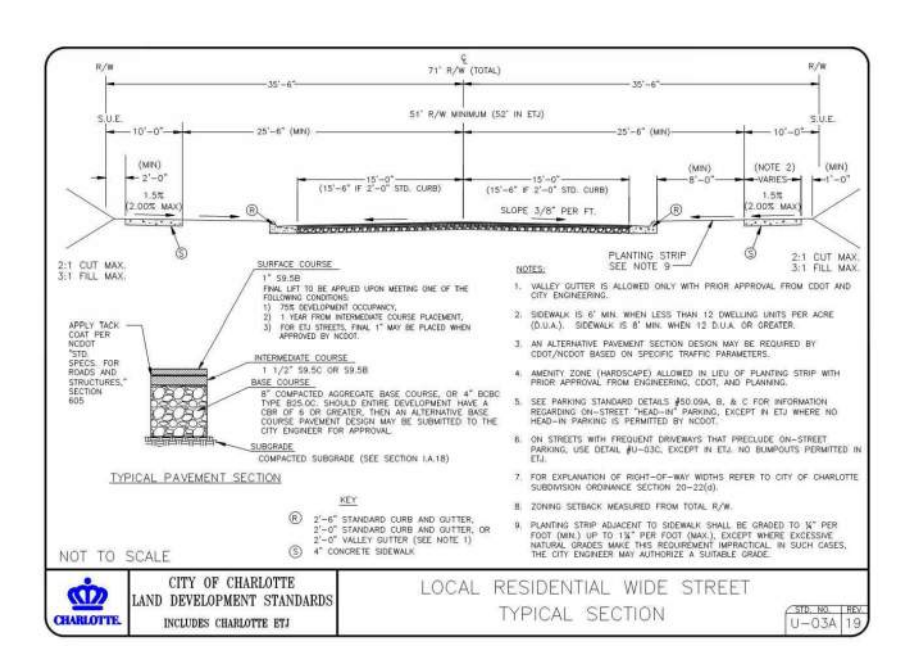 R/W
℄
71' R/W (TOTAL)
R/W
35'-6"
35'-6"
51' R/W MINIMUM (52' IN ETJ)
S.U.E.
S.U.E.
10'-0"
25'-6" (MIN)
25'-6" (MIN)
10'-0"
(MIN)
2'-0"
15'-0"
(15'-6" IF 2'-0" STD. CURB)
15'-0"
(15'-6" IF 2'-0" STD. CURB)
(MIN)
8'-0"
(NOTE 2)
VARIES
(MIN)
1'-0"
1.5%
(2.00% MAX)
1.5%
(2.00% MAX)
R
SLOPE 3/8" PER FT.
R
S
S
2:1 CUT MAX.
3:1 FILL MAX.
PLANTING STRIP
SEE NOTE 9
2:1 CUT MAX.
3:1 FILL MAX.
SURFACE COURSE
1" S9.5B
FINAL LIFT TO BE APPLIED UPON MEETING ONE OF THE
FOLLOWING CONDITIONS:
1) 75% DEVELOPMENT OCCUPANCY,
2) 1 YEAR FROM INTERMEDIATE COURSE PLACEMENT,
3) FOR ETJ STREETS, FINAL 1" MAY BE PLACED WHEN
APPROVED BY NCDOT.
APPLY TACK
COAT PER
NCDOT
"STD.
SPECS. FOR
ROADS AND
STRUCTURES,"
SECTION
605
INTERMEDIATE COURSE
1 1/2" S9.5C OR S9.5B
BASE COURSE
8" COMPACTED AGGREGATE BASE COURSE, OR 4" BCBC
TYPE B25.0C. SHOULD ENTIRE DEVELOPMENT HAVE A
CBR OF 6 OR GREATER, THEN AN ALTERNATIVE BASE
COURSE PAVEMENT DESIGN MAY BE SUBMITTED TO THE
CITY ENGINEER FOR APPROVAL.
SUBGRADE
COMPACTED SUBGRADE (SEE SECTION I.A.18)
TYPICAL PAVEMENT SECTION
KEY
R 2'-6" STANDARD CURB AND GUTTER,
2'-0" STANDARD CURB AND GUTTER, OR
2'-0" VALLEY GUTTER (SEE NOTE 1)
S 4" CONCRETE SIDEWALK
NOTES:
1. VALLEY GUTTER IS ALLOWED ONLY WITH PRIOR APPROVAL FROM CDOT AND
CITY ENGINEERING.
2. SIDEWALK IS 6' MIN. WHEN LESS THAN 12 DWELLING UNITS PER ACRE
(D.U.A.). SIDEWALK IS 8' MIN. WHEN 12 D.U.A. OR GREATER.
3. AN ALTERNATIVE PAVEMENT SECTION DESIGN MAY BE REQUIRED BY
CDOT/NCDOT BASED ON SPECIFIC TRAFFIC PARAMETERS.
4. AMENITY ZONE (HARDSCAPE) ALLOWED IN LIEU OF PLANTING STRIP WITH
PRIOR APPROVAL FROM ENGINEERING, CDOT, AND PLANNING.
5. SEE PARKING STANDARD DETAILS #50.09A, B, & C FOR INFORMATION
REGARDING ON-STREET "HEAD-IN" PARKING, EXCEPT IN ETJ WHERE NO
HEAD-IN PARKING IS PERMITTED BY NCDOT.
6. ON STREETS WITH FREQUENT DRIVEWAYS THAT PRECLUDE ON-STREET
PARKING, USE DETAIL #U-03C, EXCEPT IN ETJ. NO BUMPOUTS PERMITTED IN
ETJ.
7. FOR EXPLANATION OF RIGHT-OF-WAY WIDTHS REFER TO CITY OF CHARLOTTE
SUBDIVISION ORDINANCE SECTION 20-22(d).
8. ZONING SETBACK MEASURED FROM TOTAL R/W.
9. PLANTING STRIP ADJACENT TO SIDEWALK SHALL BE GRADED TO ¼" PER
FOOT (MIN.) UP TO 1¼" PER FOOT (MAX.), EXCEPT WHERE EXCESSIVE
NATURAL GRADES MAKE THIS REQUIREMENT IMPRACTICAL. IN SUCH CASES,
THE CITY ENGINEER MAY AUTHORIZE A SUITABLE GRADE.
NOT TO SCALE
CHARLOTTE.
CITY OF CHARLOTTE
LAND DEVELOPMENT STANDARDS
INCLUDES CHARLOTTE ETJ
LOCAL RESIDENTIAL WIDE STREET
TYPICAL SECTION
STD. NO. REV.
U-03A 19